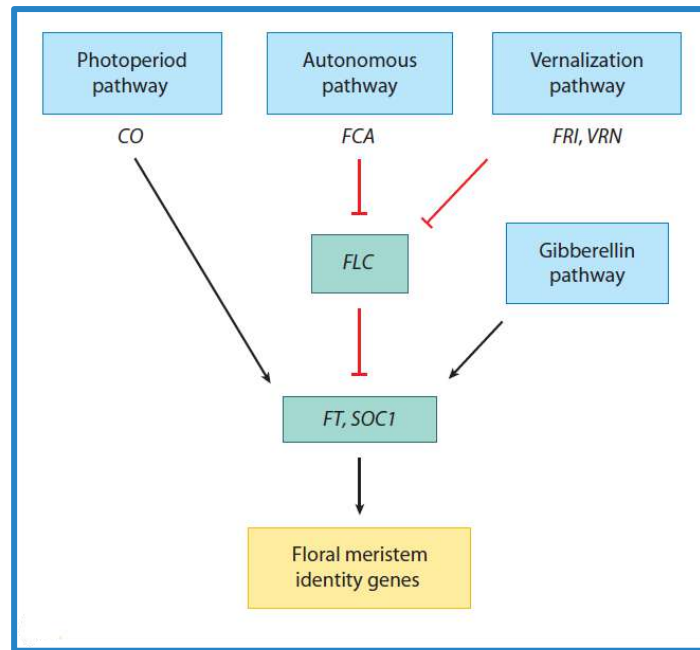 Photoperiod
pathway
Autonomous
pathway
Vernalization
pathway
CO
FCA
FRI, VRN
FLC
Gibberellin
pathway
FT, SOC1
Floral meristem
identity genes